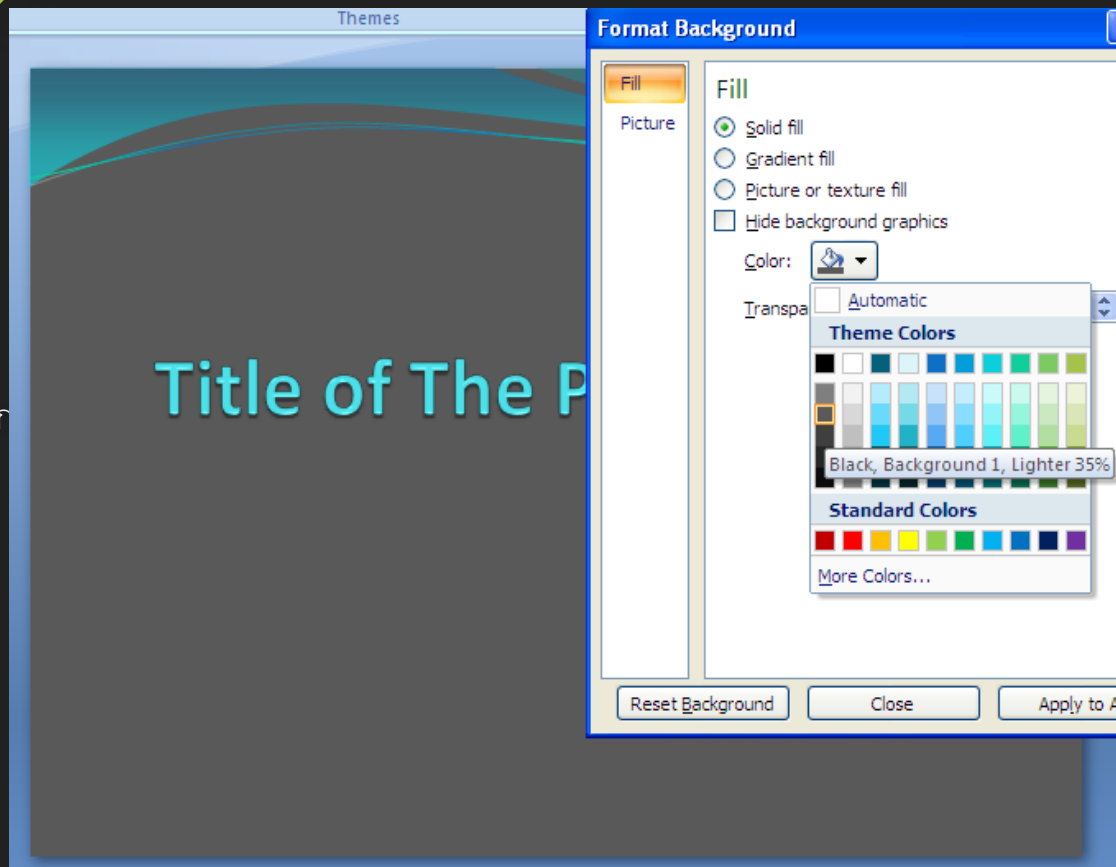 Themes
Format Background
Fill
Picture
Fill
Solid fill
Gradient fill
Picture or texture fill
Hide background graphics
Color:
Automatic
Theme Colors
Black, Background 1, Lighter 35%
Standard Colors
More Colors...
Reset Background
Close
Apply to
Title of The